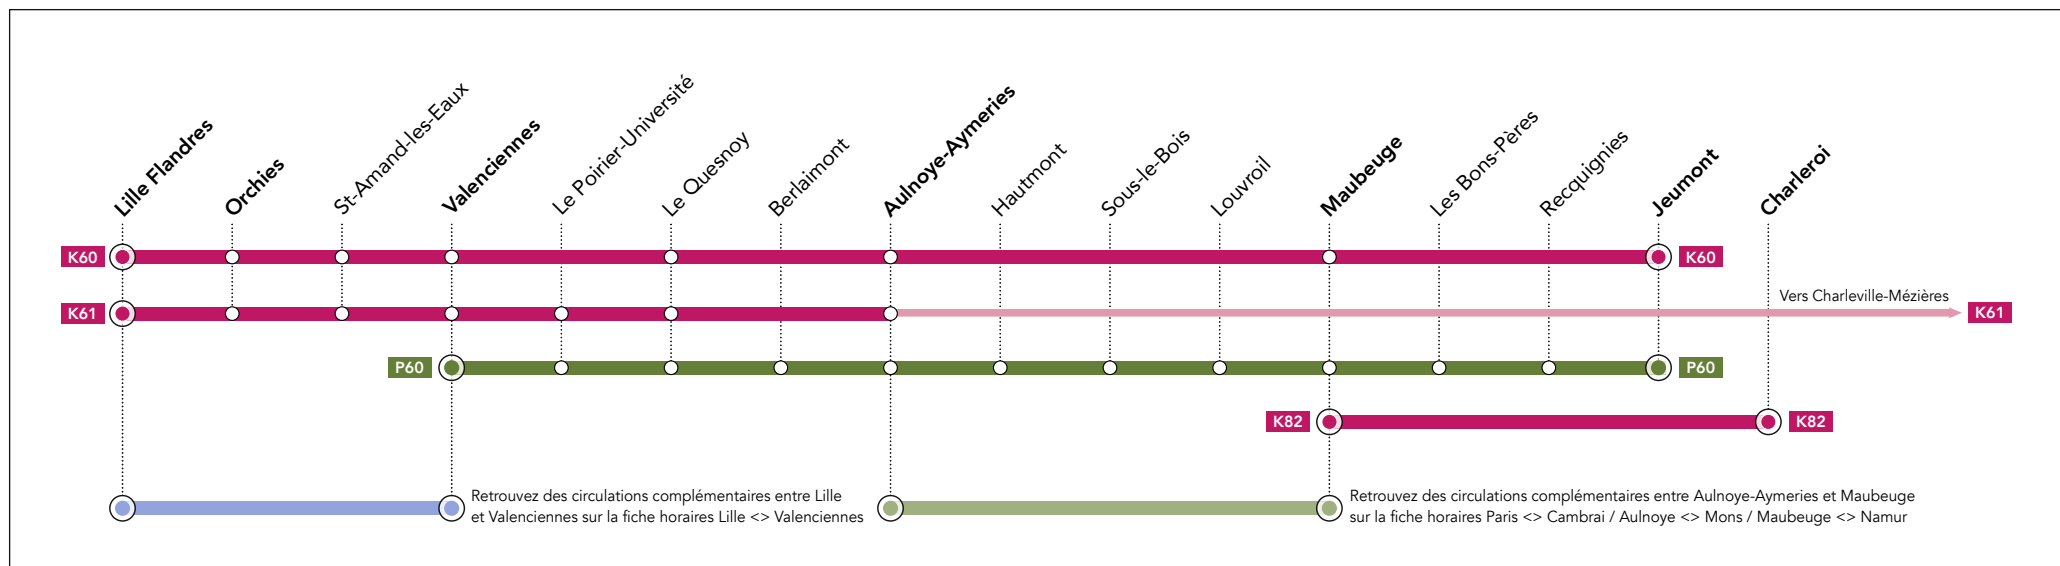 Lille Flandres
Orchies
St-Amand-les-Eaux
Valenciennes
Le Poirier-Université
Le Quesnoy
Berlaimont
Aulnoye-Aymeries
Hautmont
Sous-le-Bois
Louvroil
Maubeuge
Les Bons-Pères
Recquignies
Jeumont
Charleroi
K60
K60
Vers Charleville-Mézières
K61
K61
P60
P60
K82
K82
Retrouvez des circulations complémentaires entre Lille
et Valenciennes sur la fiche horaires Lille <> Valenciennes
Retrouvez des circulations complémentaires entre Aulnoye-Aymeries et Maubeuge
sur la fiche horaires Paris <> Cambrai / Aulnoye <> Mons / Maubeuge <> Namur